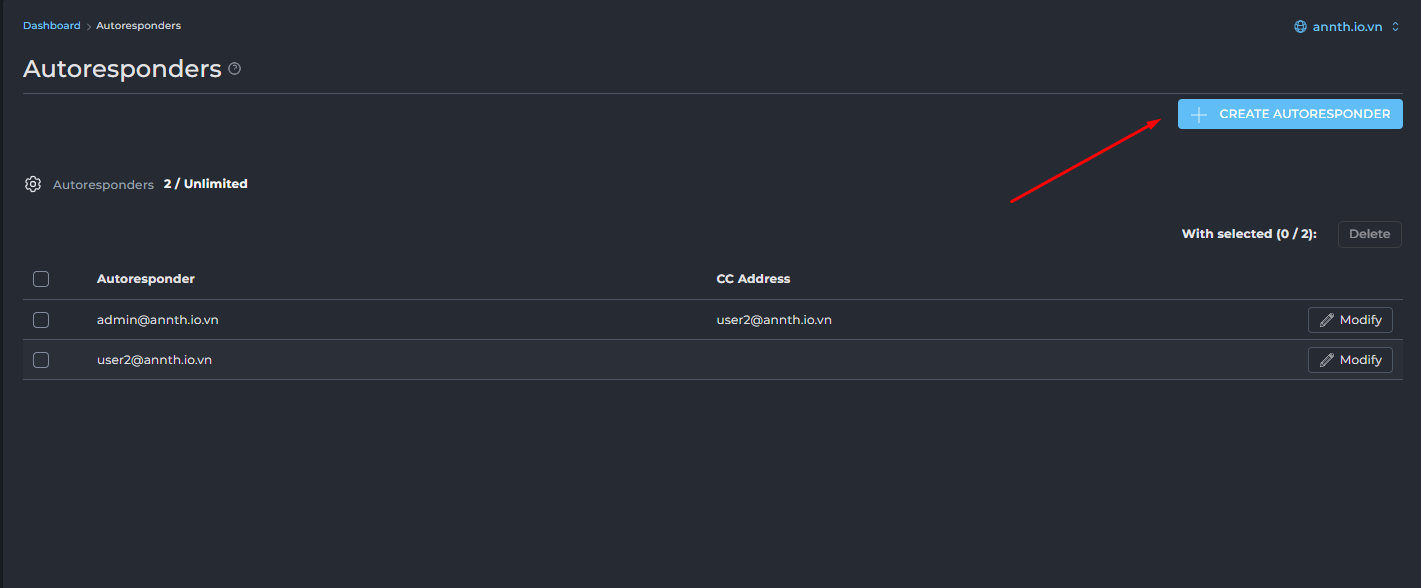 Dashboard > Autoresponders
annth.io.vn
Autoresponders
CREATE AUTORESPONDER
Autoresponders 2 / Unlimited
With selected (0 / 2): Delete
Autoresponder CC Address
admin@annth.io.vn user2@annth.io.vn Modify
user2@annth.io.vn Modify